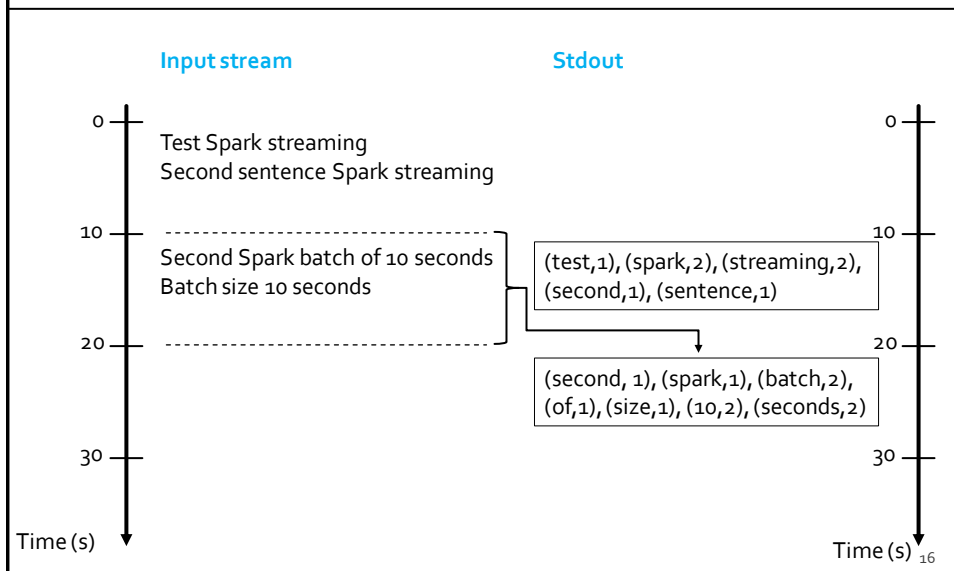 Input stream
Stdout
0
0
Test Spark streaming
Second sentence Spark streaming
10
10
Second Spark batch of 10 seconds
Batch size 10 seconds
(test,1), (spark,2), (streaming,2),
(second,1), (sentence,1)
20
20
(second, 1), (spark,1), (batch,2),
(of,1), (size,1), (10,2), (seconds,2)
30
30
Time (s)
Time (s)
16